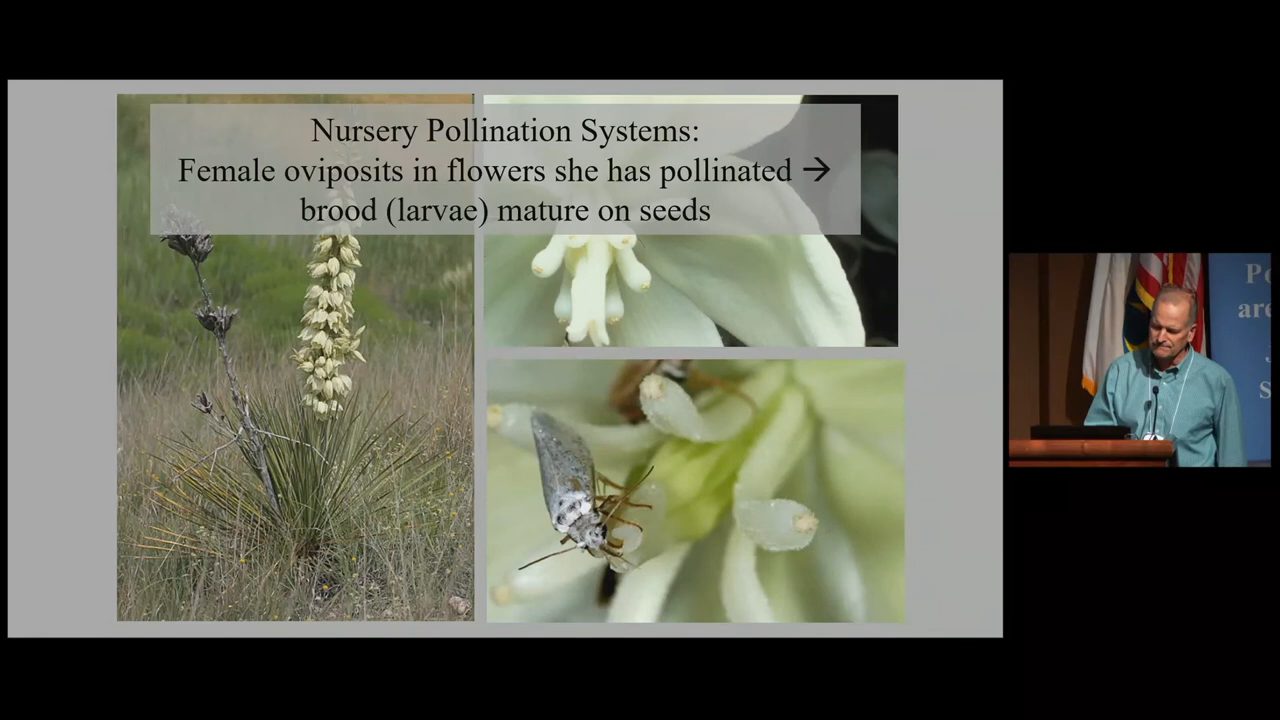 Nursery Pollination Systems:
Female oviposits in flowers she has pollinated →
brood (larvae) mature on seeds